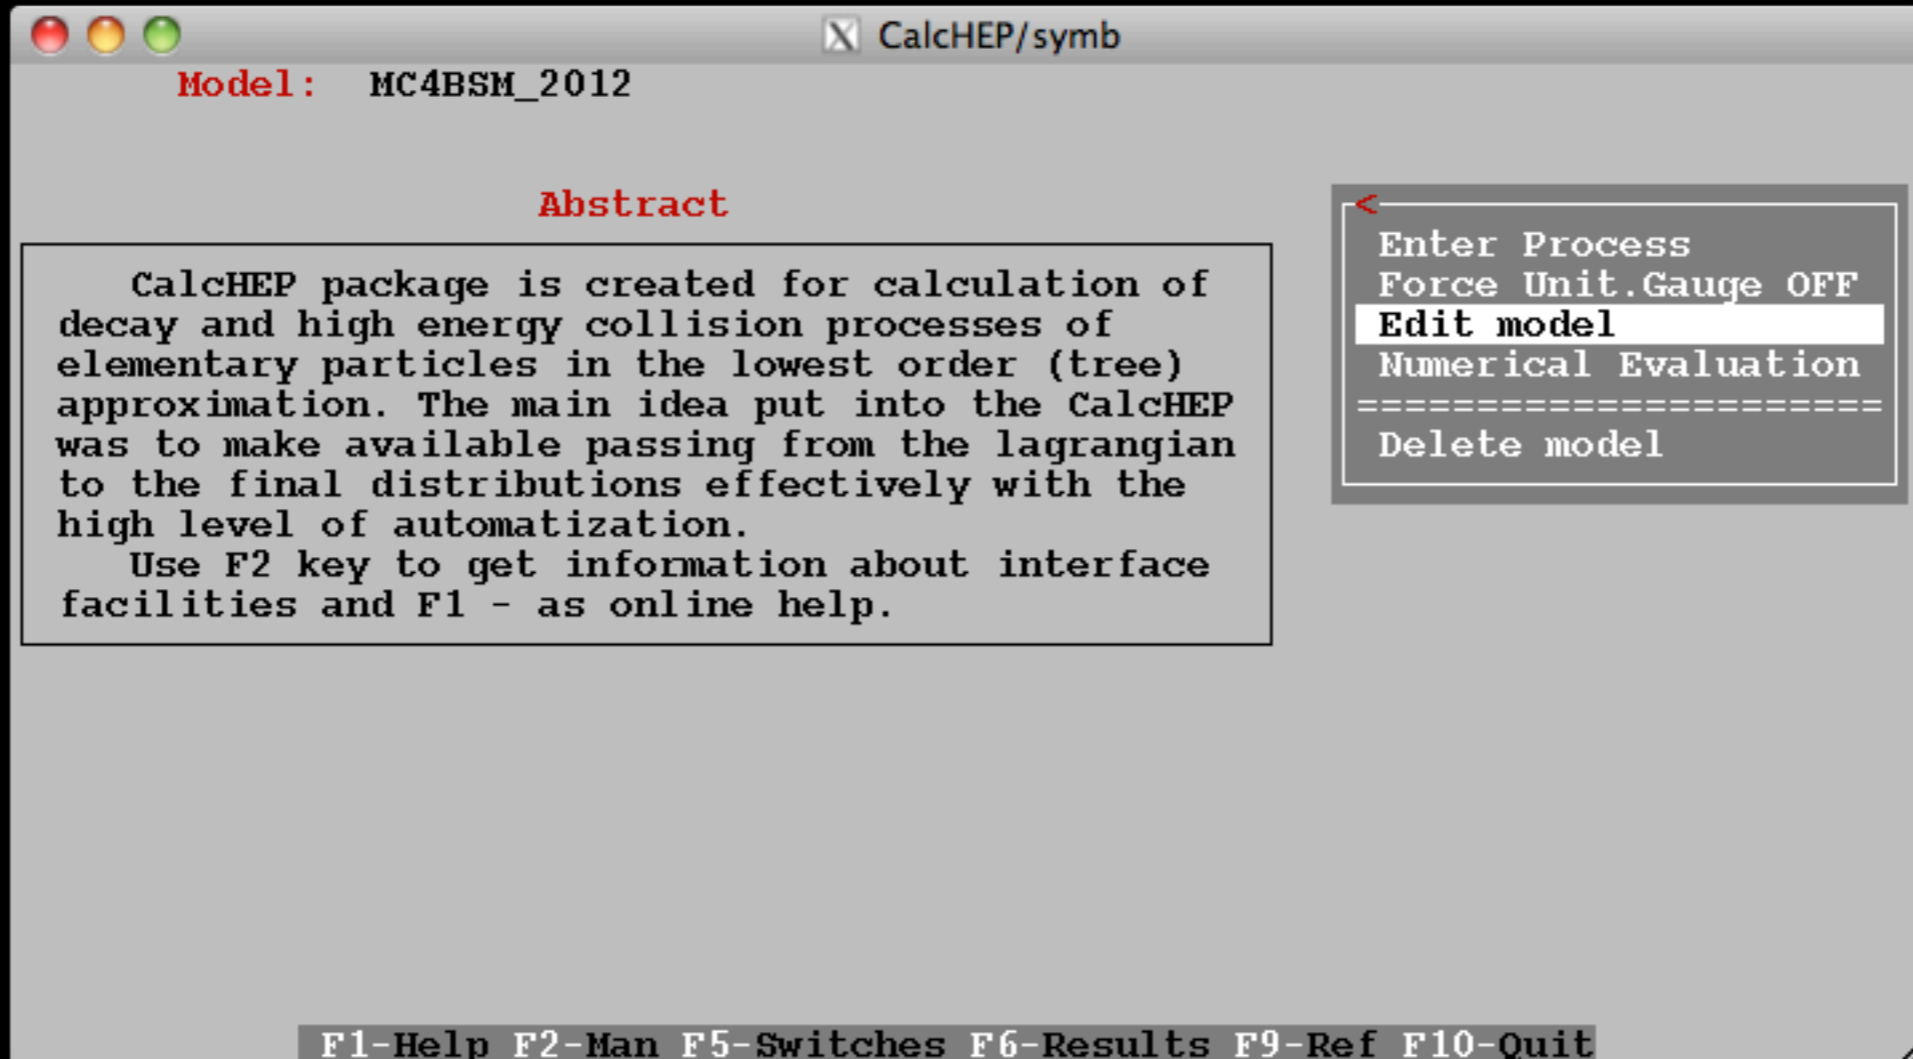 CalcHEP/symb
Model: MC4BSM_2012
Abstract
CalcHEP package is created for calculation of
decay and high energy collision processes of
elementary particles in the lowest order (tree)
approximation. The main idea put into the CalcHEP
was to make available passing from the lagrangian
to the final distributions effectively with the
high level of automatization.
Use F2 key to get information about interface
facilities and F1 - as online help.
<
Enter Process
Force Unit.Gauge OFF
Edit model
Numerical Evaluation
======================
Delete model
F1-Help F2-Man F5-Switches F6-Results F9-Ref F10-Quit